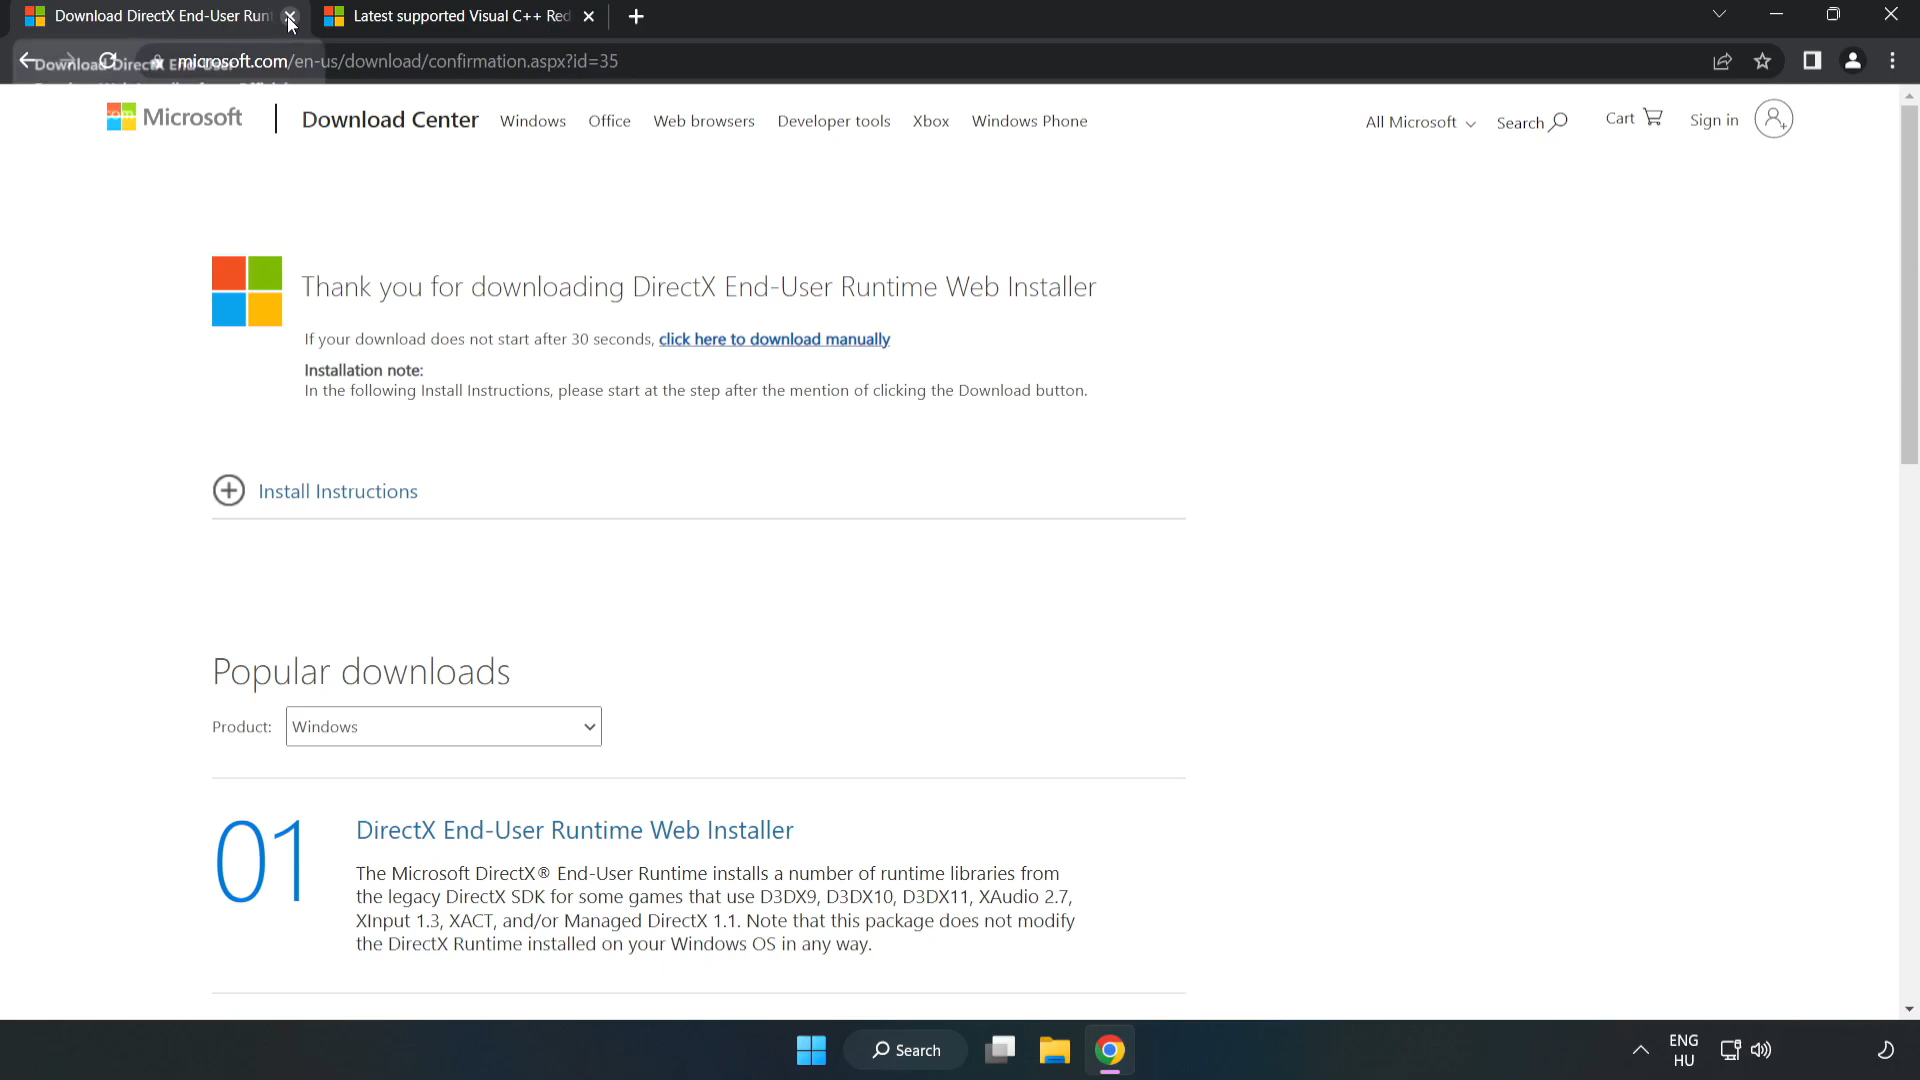 Download DirectX End-User Runt
Latest supported Visual C++ Red
microsoft.com/en-us/download/confirmation.aspx?id=35
Download DirectX End-User
Microsoft
Download Center
Windows
Office
Web browsers
Developer tools
Xbox
Windows Phone
All Microsoft
Search
Cart
Sign in
Thank you for downloading DirectX End-User Runtime Web Installer
If your download does not start after 30 seconds, click here to download manually
Installation note:
In the following Install Instructions, please start at the step after the mention of clicking the Download button.
Install Instructions
Popular downloads
Product:
Windows
01
DirectX End-User Runtime Web Installer
The Microsoft DirectX® End-User Runtime installs a number of runtime libraries from
the legacy DirectX SDK for some games that use D3DX9, D3DX10, D3DX11, XAudio 2.7,
XInput 1.3, XACT, and/or Managed DirectX 1.1. Note that this package does not modify
the DirectX Runtime installed on your Windows OS in any way.
Search
ENG
HU